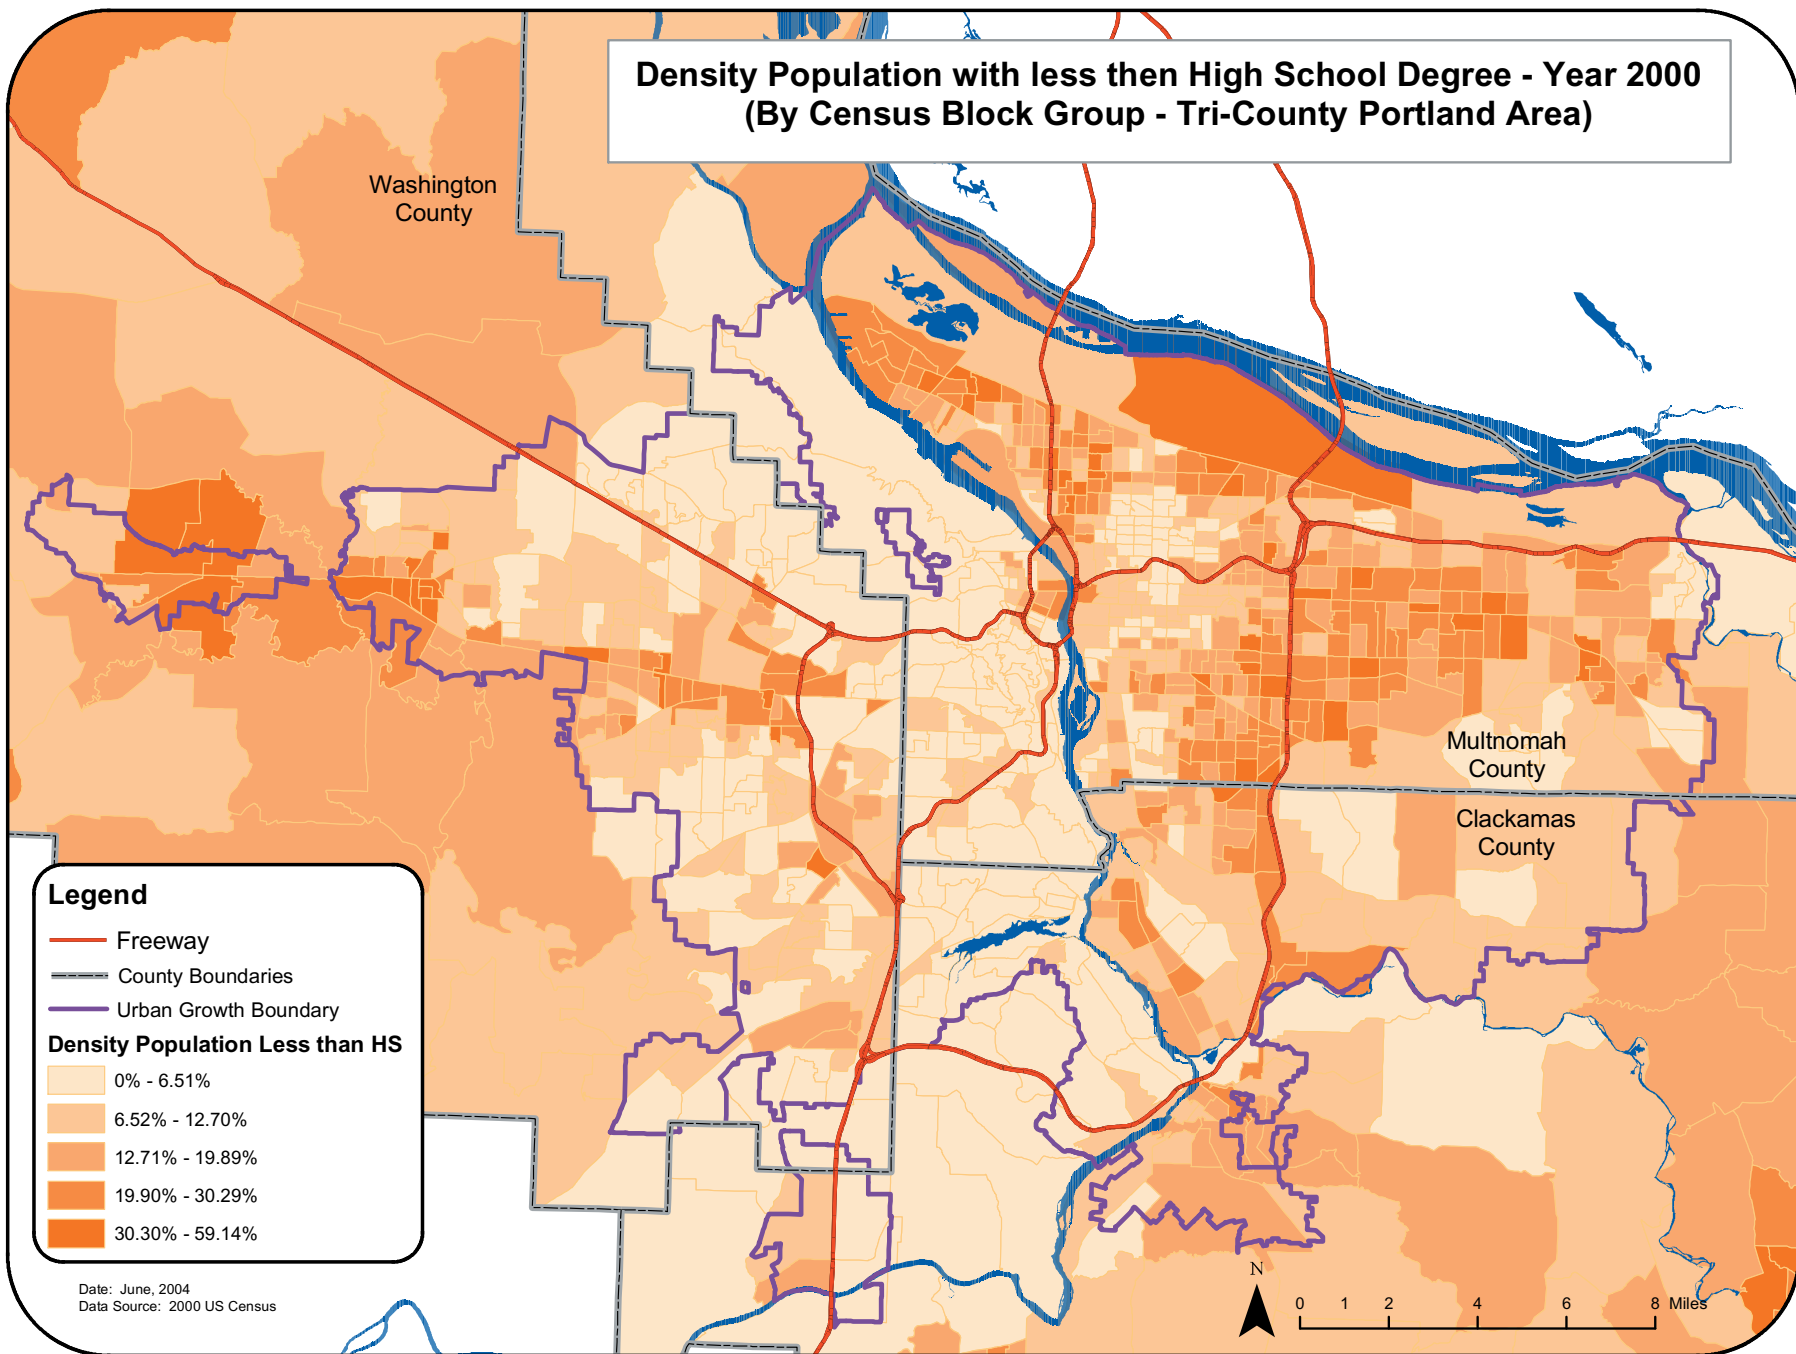 Density Population with less then High School Degree - Year 2000
(By Census Block Group - Tri-County Portland Area)
Washington
County
Multnomah
County
Clackamas
County
Legend
Freeway
County Boundaries
Urban Growth Boundary
Density Population Less than HS
0% - 6.51%
6.52% - 12.70%
12.71% - 19.89%
19.90% - 30.29%
30.30% - 59.14%
Date: June, 2004
Data Source: 2000 US Census
N
0 1 2 4 6 8 Miles